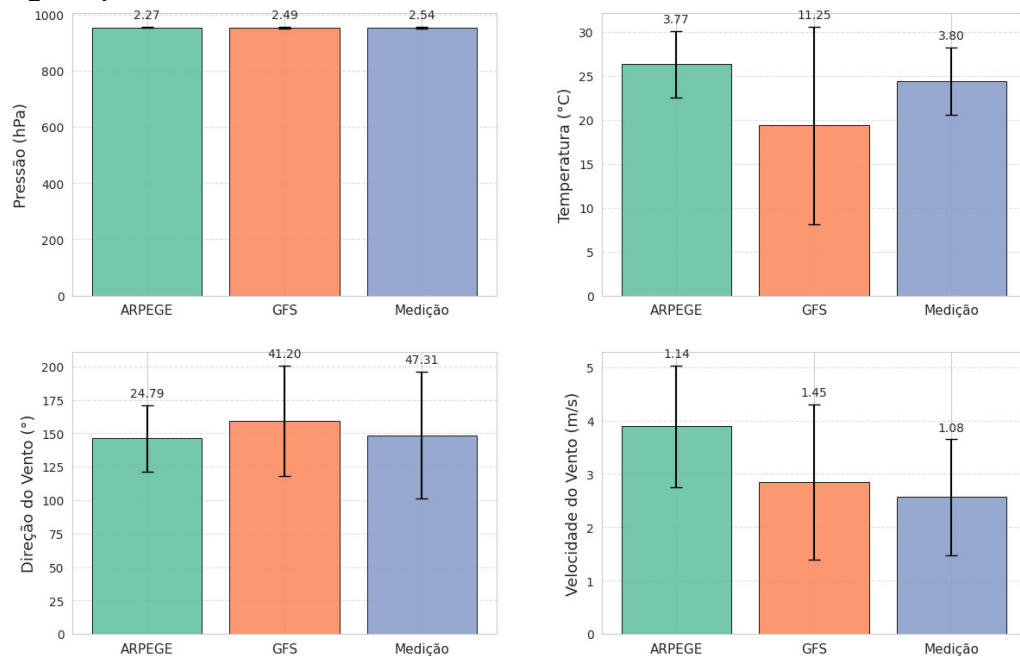 2.27 2.49 2.54
1000
800
600
400
200
0
Pressão (hPa)
ARPEGE GFS Medição
3.77 11.25 3.80
30
25
20
15
10
5
0
Temperatura (°C)
ARPEGE GFS Medição
24.79 41.20 47.31
200
175
150
125
100
75
50
25
0
Direção do Vento (°)
ARPEGE GFS Medição
1.14 1.45 1.08
5
4
3
2
1
0
Velocidade do Vento (m/s)
ARPEGE GFS Medição